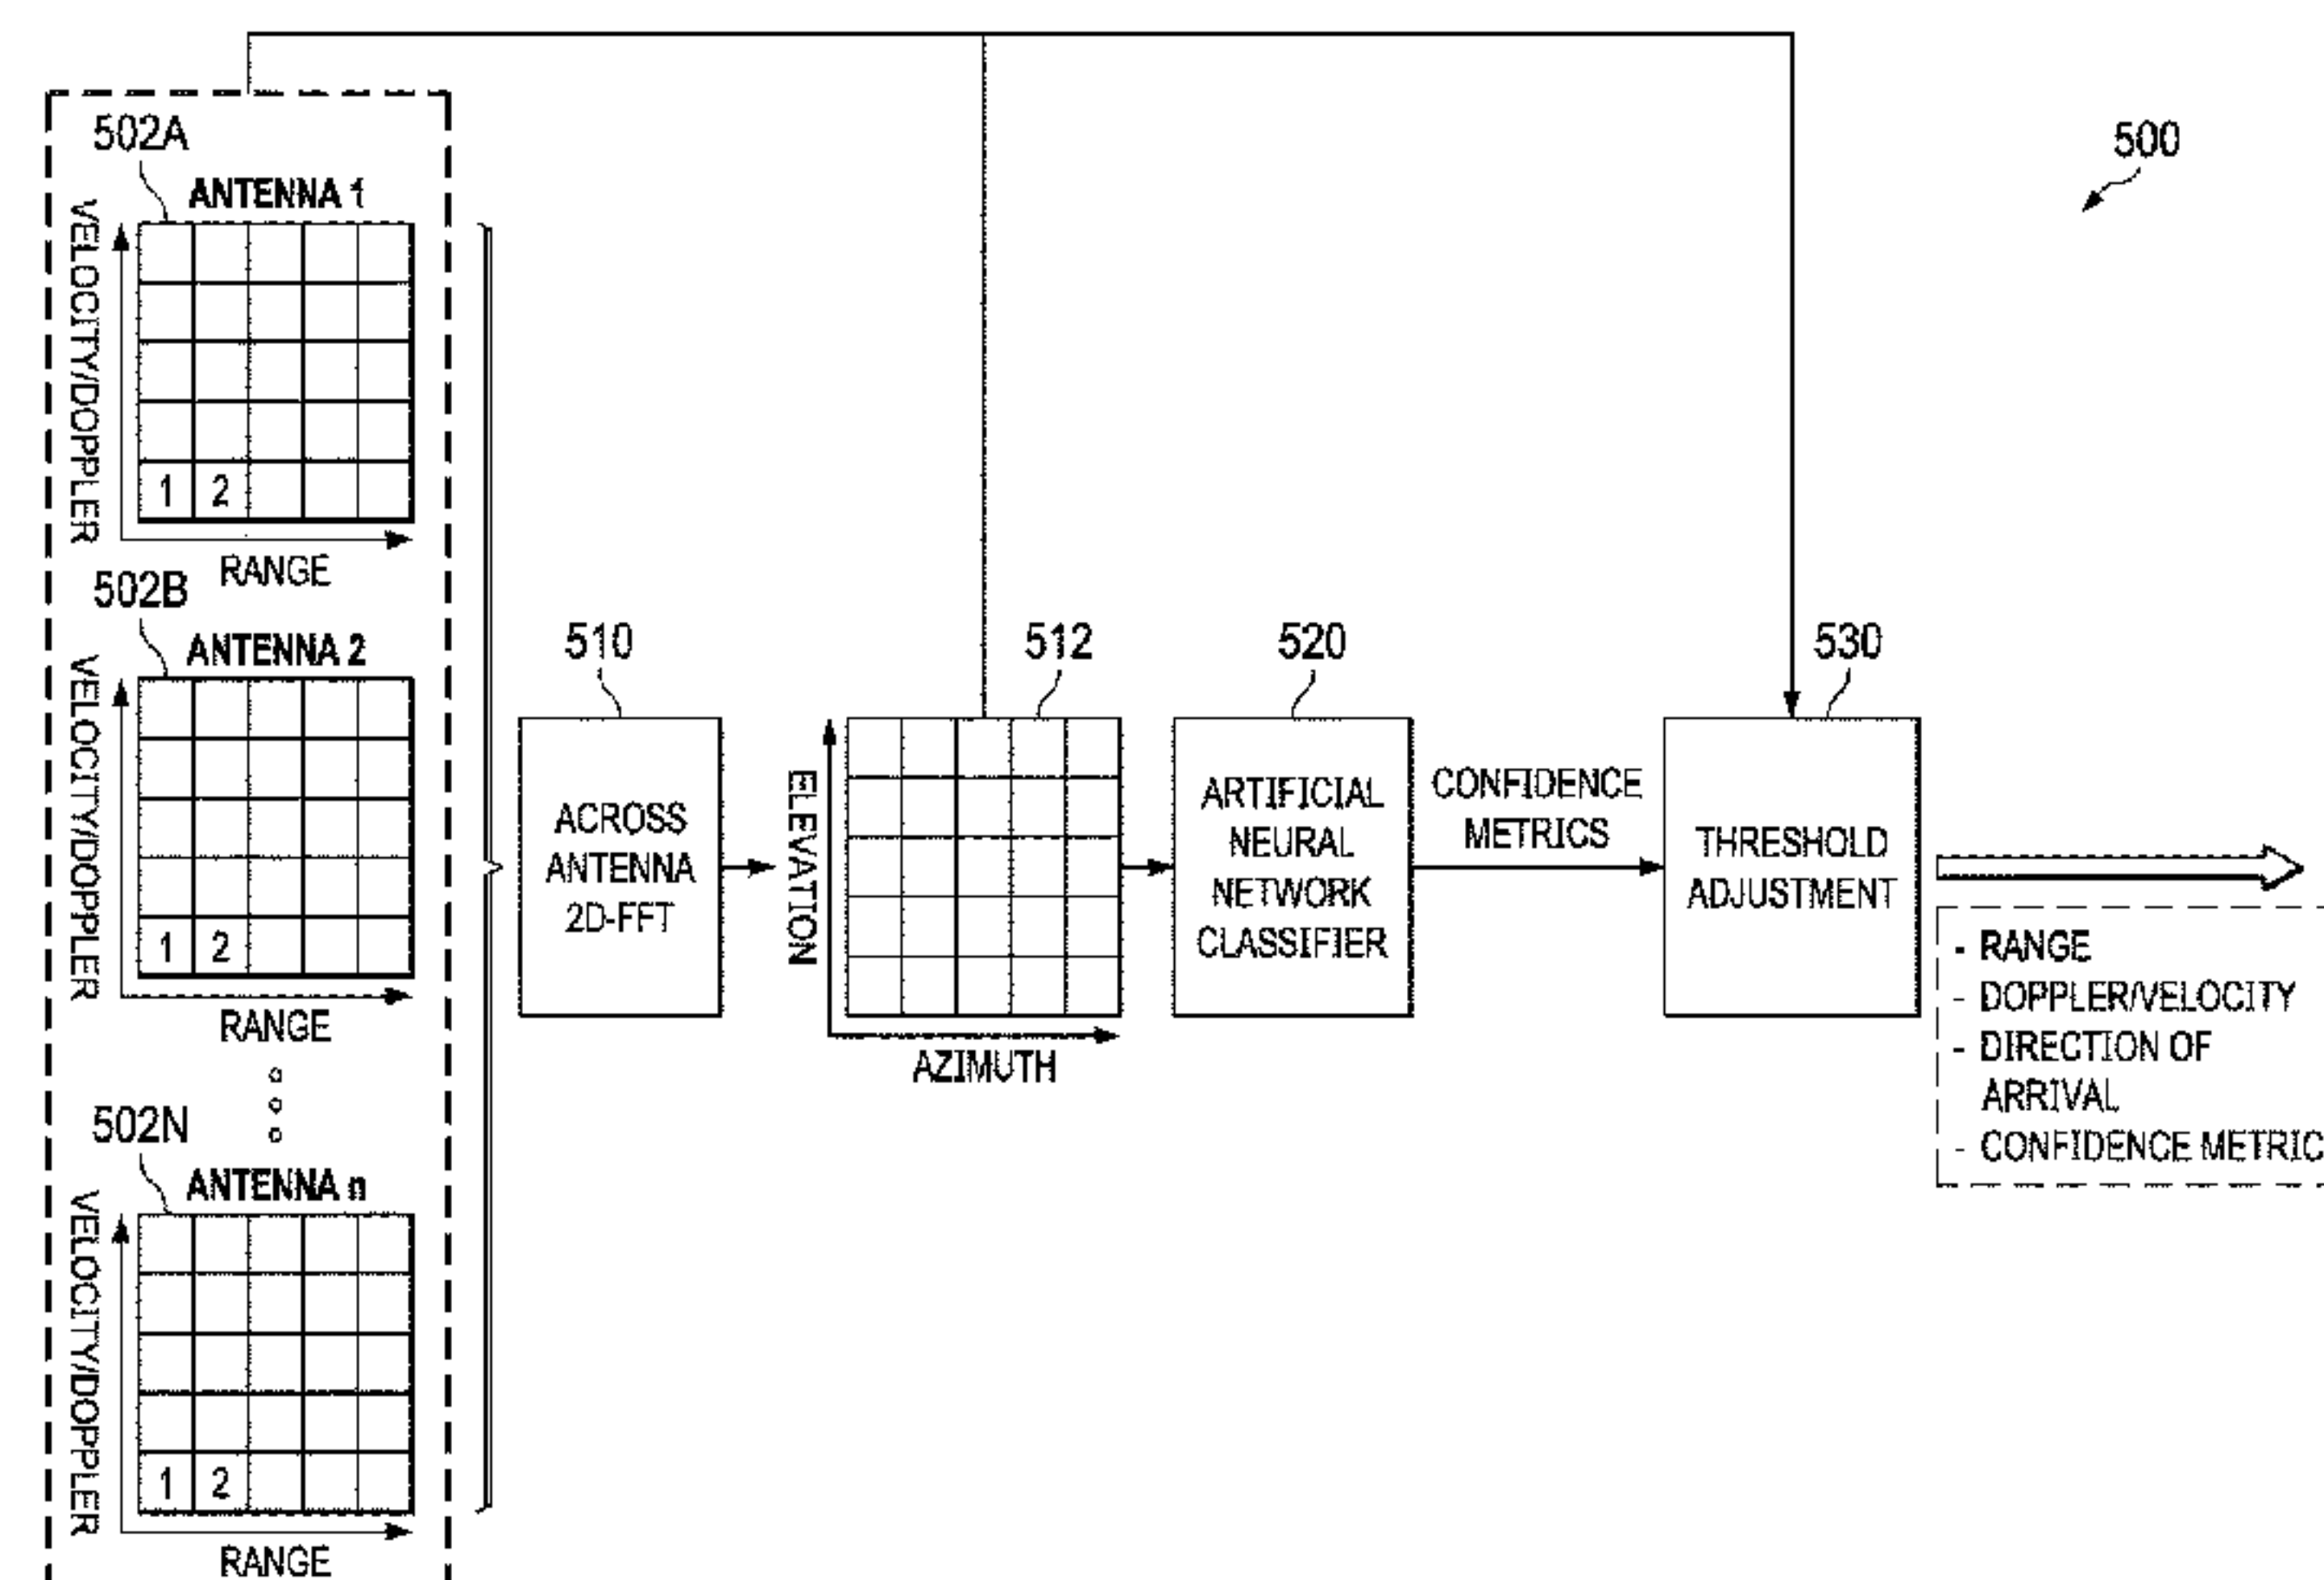 500
502A
ANTENNA 1
VELOCITY/DOPPLER
1 2
RANGE
502B
ANTENNA 2
VELOCITY/DOPPLER
1 2
RANGE
502N
ANTENNA n
VELOCITY/DOPPLER
1 2
RANGE
510
ACROSS
ANTENNA
2D-FFT
512
ELEVATION
AZIMUTH
520
ARTIFICIAL
NEURAL
NETWORK
CLASSIFIER
CONFIDENCE
METRICS
530
THRESHOLD
ADJUSTMENT
- RANGE
- DOPPLER/VELOCITY
- DIRECTION OF
ARRIVAL
- CONFIDENCE METRIC